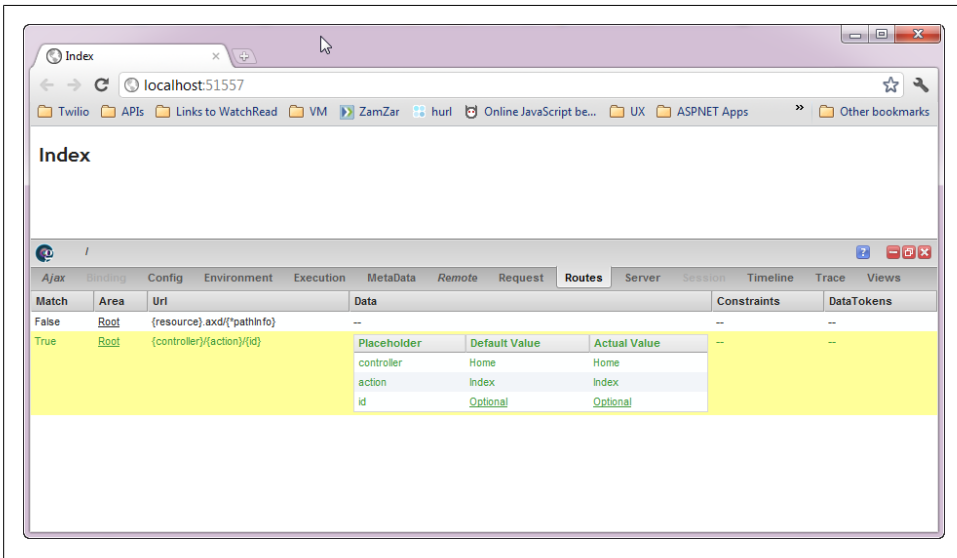 Index
localhost:51557
Twilio APIs Links to WatchRead VM ZamZar hurl Online JavaScript be... UX ASPNET Apps » Other bookmarks
Index
/ ?
Ajax Binding Config Environment Execution MetaData Remote Request Routes Server Session Timeline Trace Views
Match Area Url Data Constraints DataTokens
False Root {resource}.axd/{*pathInfo} -- -- --
True Root {controller}/{action}/{id} Placeholder Default Value Actual Value -- --
controller Home Home
action Index Index
id Optional Optional